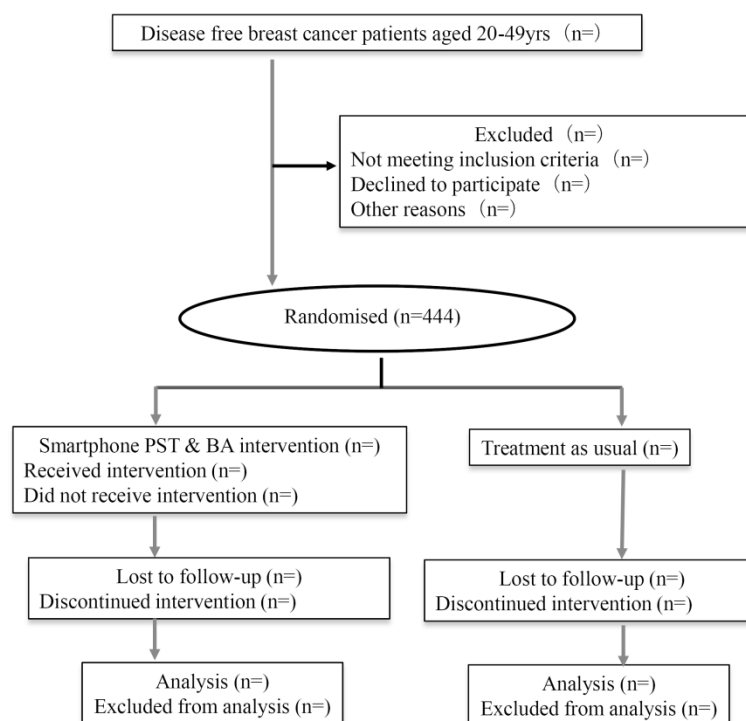 Disease free breast cancer patients aged 20-49yrs（n=）
Excluded（n=）
Not meeting inclusion criteria（n=）
Declined to participate（n=）
Other reasons（n=）
Randomised (n=444)
Smartphone PST & BA intervention (n=)
Received intervention (n=)
Did not receive intervention (n=)
Treatment as usual (n=)
Lost to follow-up (n=)
Discontinued intervention (n=)
Lost to follow-up (n=)
Discontinued intervention (n=)
Analysis (n=)
Excluded from analysis (n=)
Analysis (n=)
Excluded from analysis (n=)